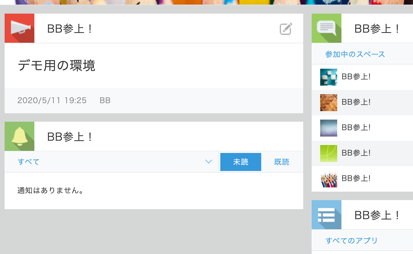 BB参上！
デモ用の環境
2020/5/11 19:25 BB
BB参上！
すべて 未読 既読
通知はありません。
BB参上！
参加中のスペース
BB参上!
BB参上!
BB参上!
BB参上!
BB参上!
BB参上！
すべてのアプリ